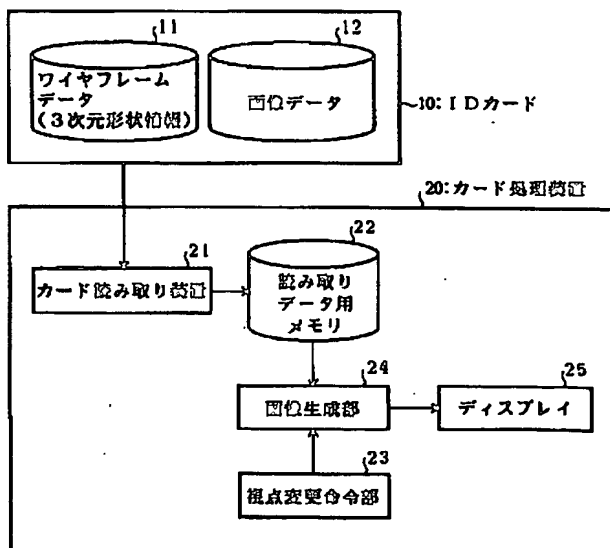 11
12
ワイヤフレーム
データ
(3次元形状情報)
画像データ
10:IDカード
20:カード処理装置
21
22
カード読み取り装置
読み取り
データ用
メモリ
24
25
画像生成部
ディスプレイ
23
視点変更命令部